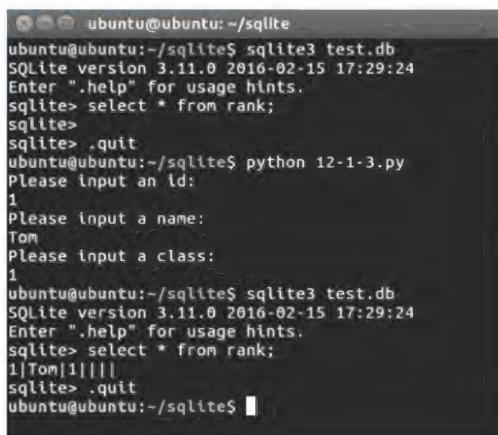 ubuntu@ubuntu: ~/sqlite
ubuntu@ubuntu:~/sqlite$ sqlite3 test.db
SQLite version 3.11.0 2016-02-15 17:29:24
Enter ".help" for usage hints.
sqlite> select * from rank;
sqlite>
sqlite> .quit
ubuntu@ubuntu:~/sqlite$ python 12-1-3.py
Please input an id:
1
Please input a name:
Tom
Please input a class:
1
ubuntu@ubuntu:~/sqlite$ sqlite3 test.db
SQLite version 3.11.0 2016-02-15 17:29:24
Enter ".help" for usage hints.
sqlite> select * from rank;
1|Tom|1||||
sqlite> .quit
ubuntu@ubuntu:~/sqlite$